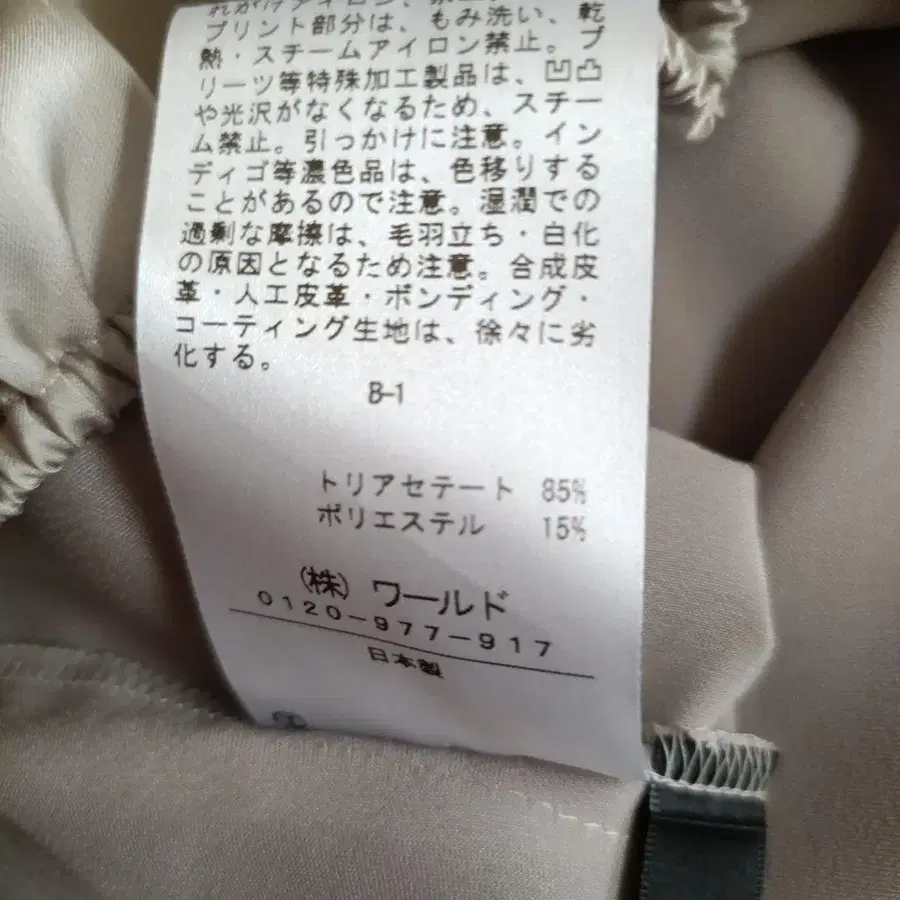 プリント部分は、もみ洗い、乾
熱・スチームアイロン禁止。プ
リーツ等特殊加工製品は、凹凸
や光沢がなくなるため、スチー
ム禁止。引っかけに注意。イン
ディゴ等濃色品は、色移りする
ことがあるので注意。湿潤での
過剰な摩擦は、毛羽立ち・白化
の原因となるため注意。合成皮
革・人工皮革・ボンディング・
コーティング生地は、徐々に劣
化する。
B-1
トリアセテート 85%
ポリエステル 15%
(株) ワールド
0120-977-917
日本製